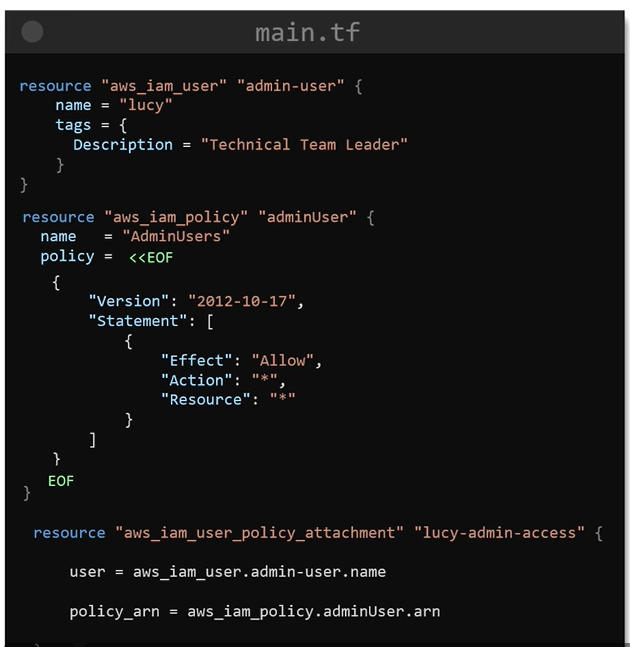 main.tf
resource "aws_iam_user" "admin-user" {
name = "lucy"
tags = {
Description = "Technical Team Leader"
}
}
resource "aws_iam_policy" "adminUser" {
name = "AdminUsers"
policy = <<EOF
{
"Version": "2012-10-17",
"Statement": [
{
"Effect": "Allow",
"Action": "*",
"Resource": "*"
}
]
}
EOF
}
resource "aws_iam_user_policy_attachment" "lucy-admin-access" {
user = aws_iam_user.admin-user.name
policy_arn = aws_iam_policy.adminUser.arn